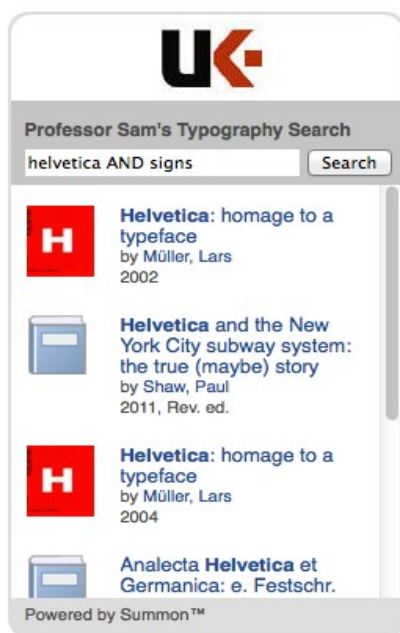 UK
Professor Sam's Typography Search
helvetica AND signs
Search
H
Helvetica: homage to a
typeface
by Müller, Lars
2002
Helvetica and the New
York City subway system:
the true (maybe) story
by Shaw, Paul
2011, Rev. ed.
H
Helvetica: homage to a
typeface
by Müller, Lars
2004
Analecta Helvetica et
Germanica: e. Festschr.
Powered by Summon™